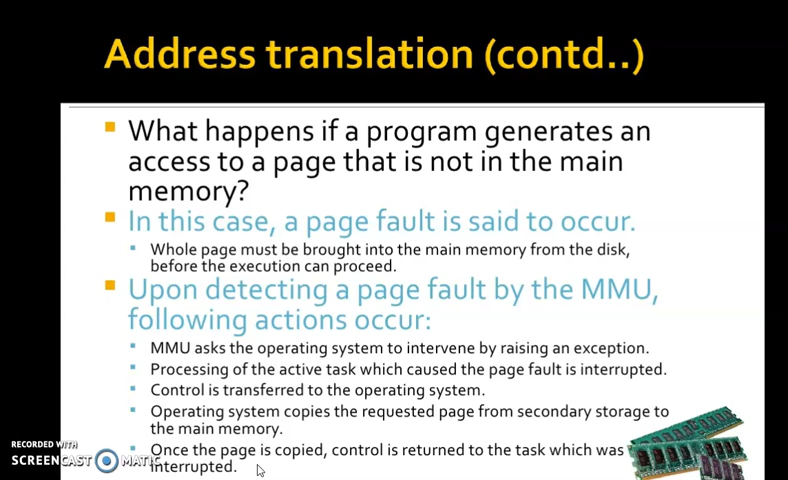 Address translation (contd..)
What happens if a program generates an
access to a page that is not in the main
memory?
In this case, a page fault is said to occur.
Whole page must be brought into the main memory from the disk,
before the execution can proceed.
Upon detecting a page fault by the MMU,
following actions occur:
MMU asks the operating system to intervene by raising an exception.
Processing of the active task which caused the page fault is interrupted.
Control is transferred to the operating system.
Operating system copies the requested page from secondary storage to
the main memory.
Once the page is copied, control is returned to the task which was
interrupted.
RECORDED WITH
SCREENCAST MATIC